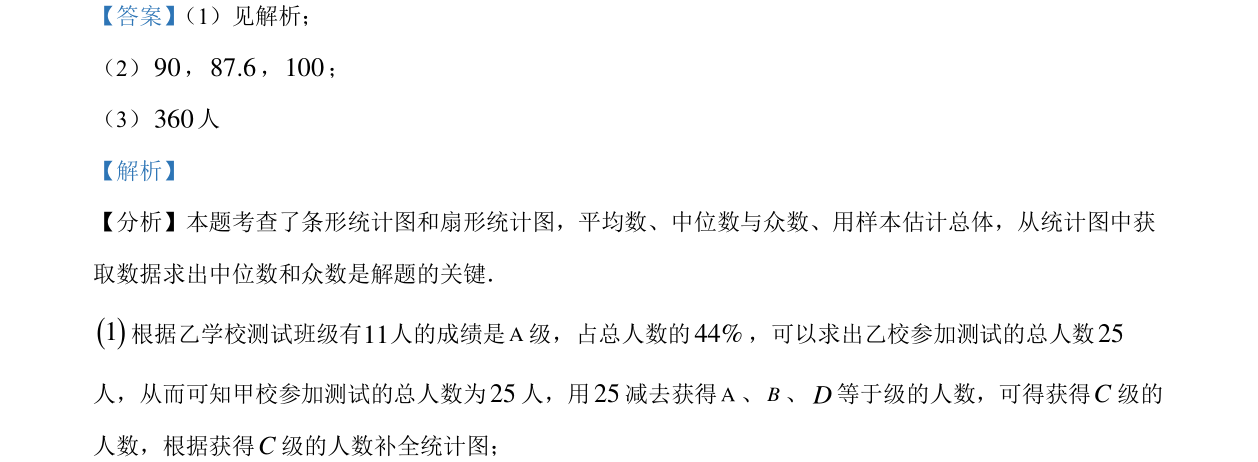 【答案】（1）见解析；
（2）90，87.6，100；
（3）360人
【解析】
【分析】本题考查了条形统计图和扇形统计图，平均数、中位数与众数、用样本估计总体，从统计图中获
取数据求出中位数和众数是解题的关键．
(1)根据乙学校测试班级有11人的成绩是A级，占总人数的44%，可以求出乙校参加测试的总人数25
人，从而可知甲校参加测试的总人数为25人，用25减去获得A、B、D等于级的人数，可得获得C级的
人数，根据获得C级的人数补全统计图；